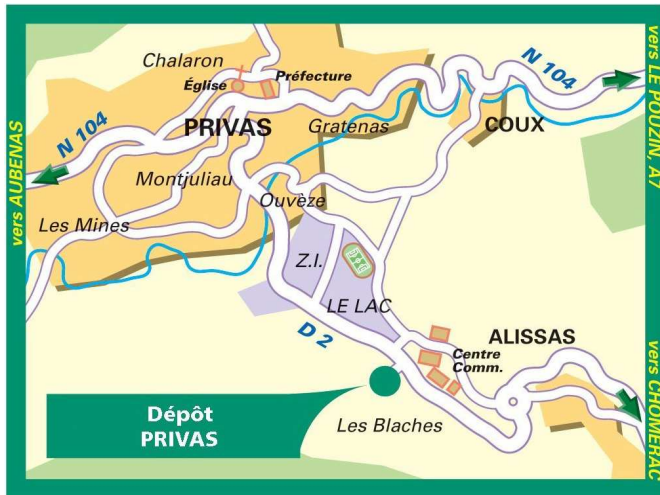 Chalaron
Église
Préfecture
N 104
N 104
PRIVAS
Gratenas
COUX
vers LE POUZIN, A7
vers AUBENAS
Montjuliau
Ouvèze
Les Mines
Z.I.
LE LAC
D 2
ALISSAS
Centre
Comm.
vers CHOMERAC
Dépôt
PRIVAS
Les Blaches